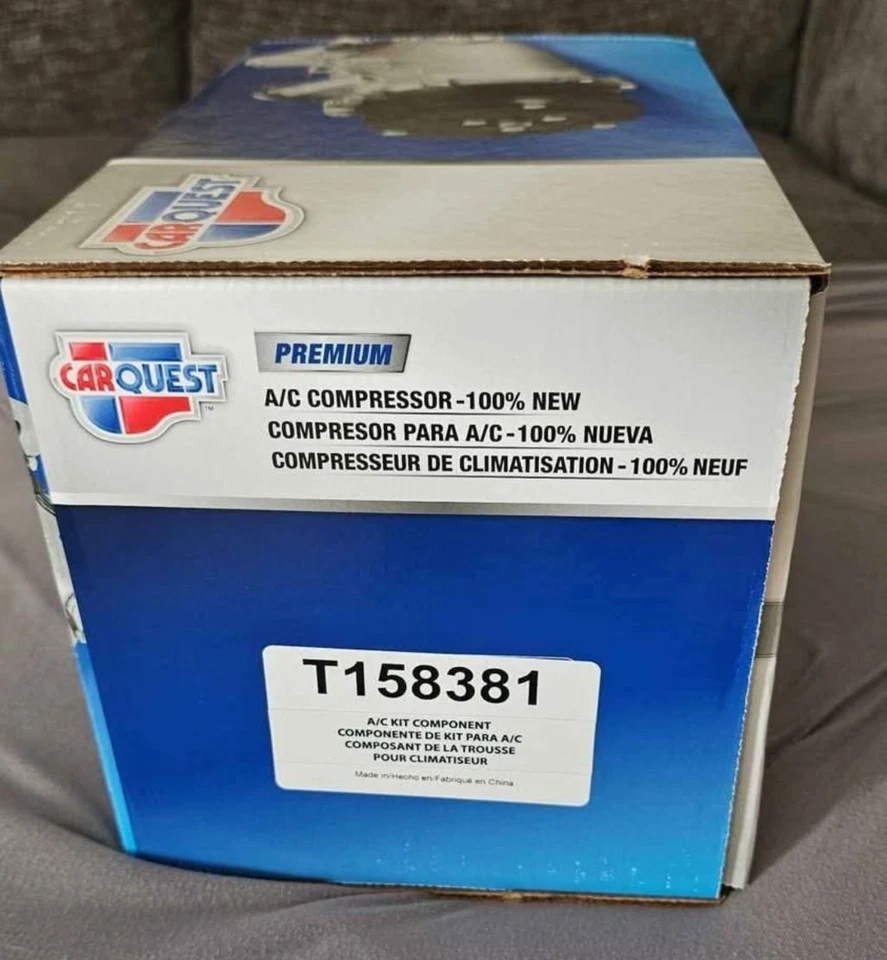 CARQUEST
CARQUEST™
PREMIUM
A/C COMPRESSOR-100% NEW
COMPRESOR PARA A/C-100% NUEVA
COMPRESSEUR DE CLIMATISATION-100% NEUF
T158381
A/C KIT COMPONENT
COMPONENTE DE KIT PARA A/C
COMPOSANT DE LA TROUSSE
POUR CLIMATISEUR
Made in/Hecho en/Fabriqué en China